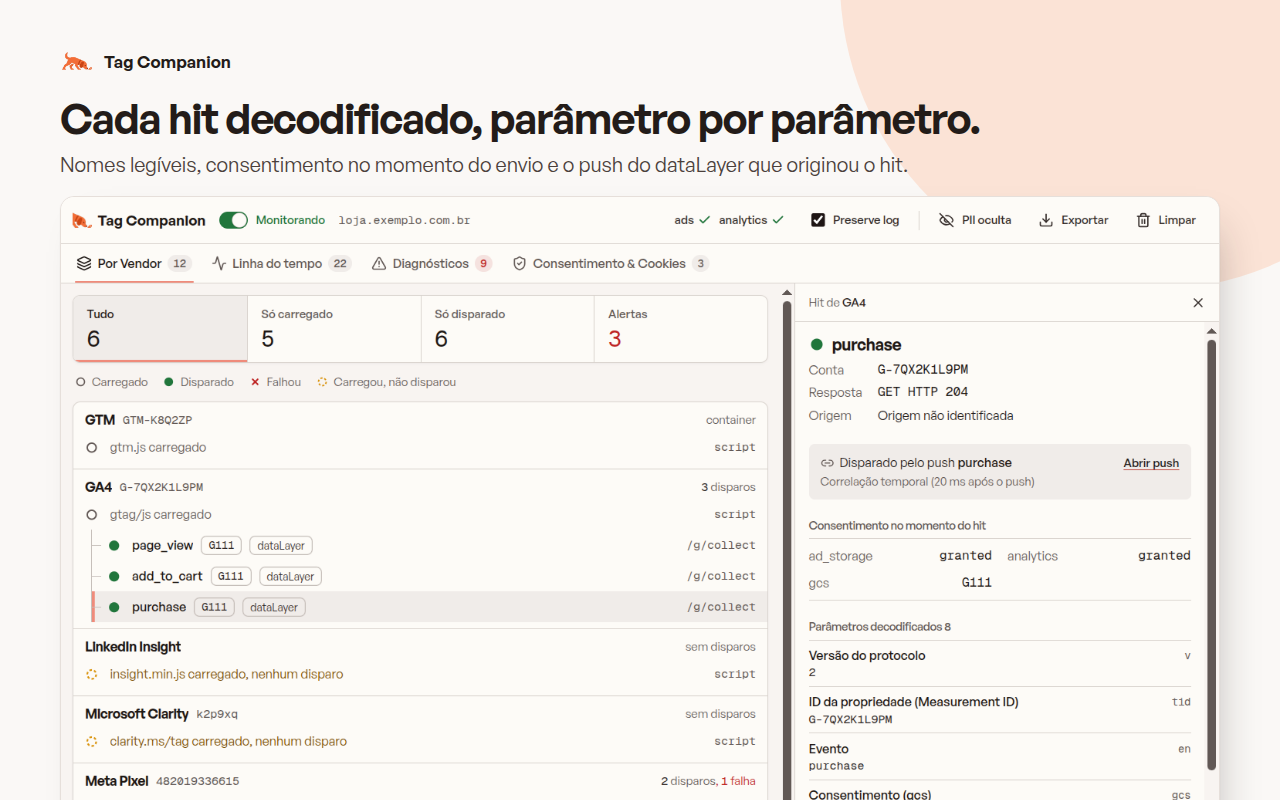 Tag Companion
Cada hit decodificado, parâmetro por parâmetro.
Nomes legíveis, consentimento no momento do envio e o push do dataLayer que originou o hit.
Tag Companion Monitorando loja.exemplo.com.br ads analytics Preserve log PII oculta Exportar Limpar
Por Vendor 12 Linha do tempo 22 Diagnósticos 9 Consentimento & Cookies 3
Tudo Só carregado Só disparado Alertas
6 5 6 3
Carregado Disparado Falhou Carregou, não disparou
GTM GTM-K8Q2ZP container
gtm.js carregado script
GA4 G-7QX2K1L9PM 3 disparos
gtag/js carregado script
page_view G111 dataLayer /g/collect
add_to_cart G111 dataLayer /g/collect
purchase G111 dataLayer /g/collect
LinkedIn Insight sem disparos
insight.min.js carregado, nenhum disparo script
Microsoft Clarity k2p9xq sem disparos
clarity.ms/tag carregado, nenhum disparo script
Meta Pixel 482019336615 2 disparos, 1 falha
Hit de GA4
purchase
Conta G-7QX2K1L9PM
Resposta GET HTTP 204
Origem Origem não identificada
Disparado pelo push purchase Abrir push
Correlação temporal (20 ms após o push)
Consentimento no momento do hit
ad_storage granted analytics granted
gcs G111
Parâmetros decodificados 8
Versão do protocolo v
2
ID da propriedade (Measurement ID) tid
G-7QX2K1L9PM
Evento en
purchase
Consentimento (gcs) gcs